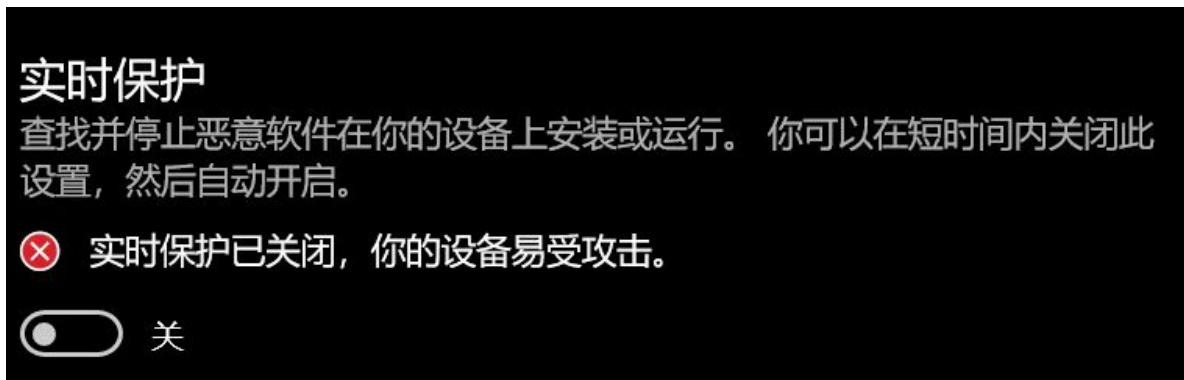 实时保护
查找并停止恶意软件在你的设备上安装或运行。 你可以在短时间内关闭此
设置，然后自动开启。
实时保护已关闭，你的设备易受攻击。
关